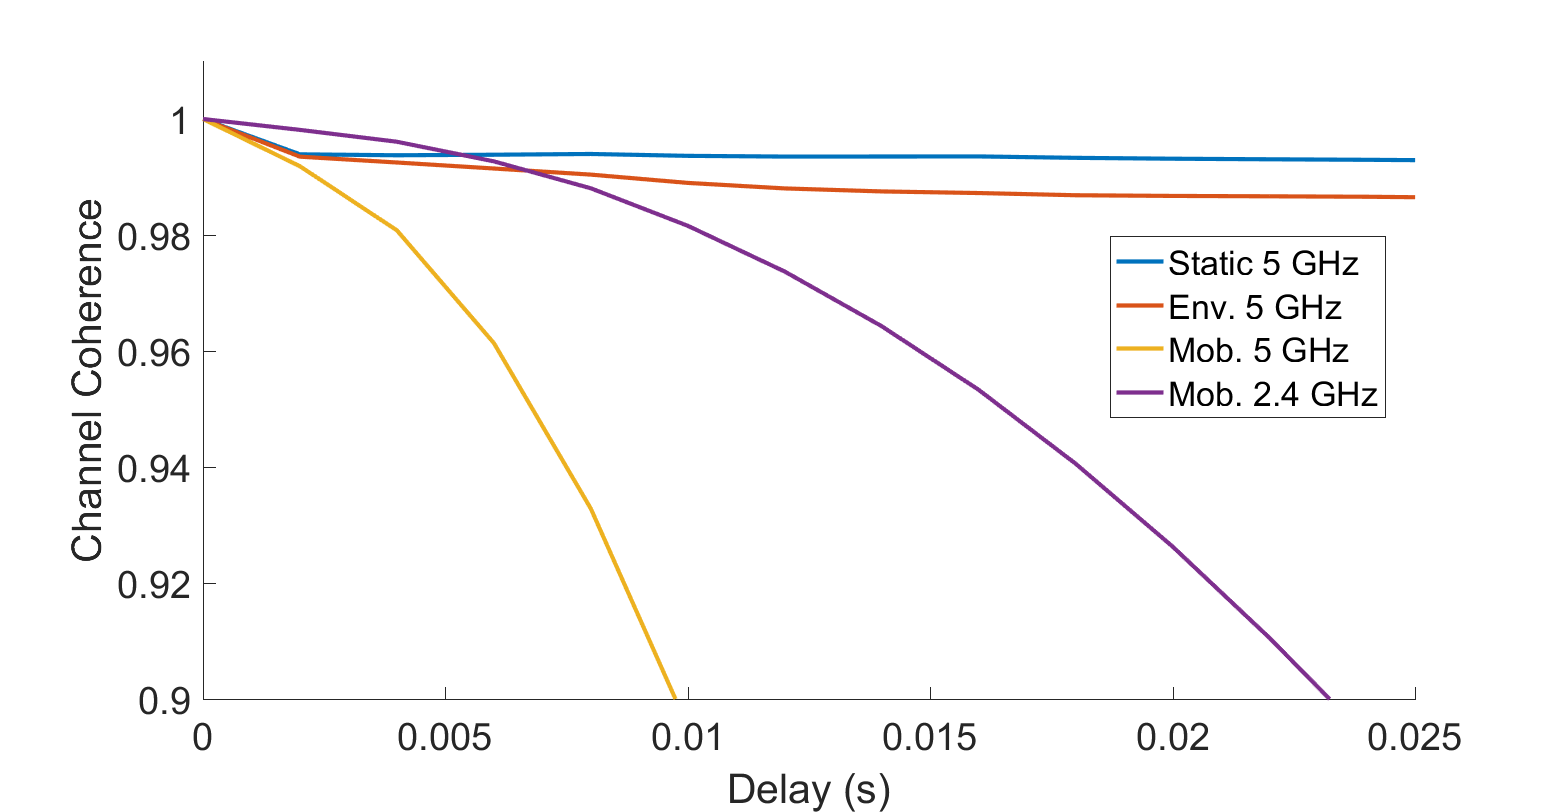 1
0.98
0.96
0.94
0.92
0.9
Channel Coherence
0
0.005
0.01
0.015
0.02
0.025
Delay (s)
Static 5 GHz
Env. 5 GHz
Mob. 5 GHz
Mob. 2.4 GHz